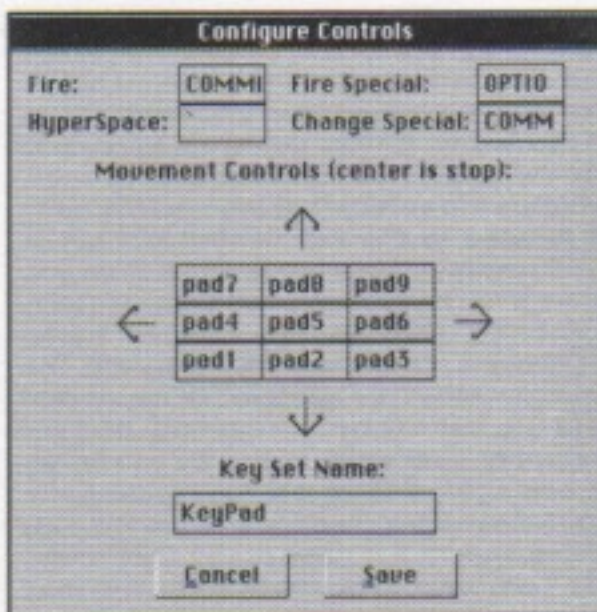 Configure Controls
Fire: COMMI Fire Special: OPTIO
HyperSpace: ` Change Special: COMM
Movement Controls (center is stop):
pad7 pad8 pad9
pad4 pad5 pad6
pad1 pad2 pad3
Key Set Name:
KeyPad
Cancel Save